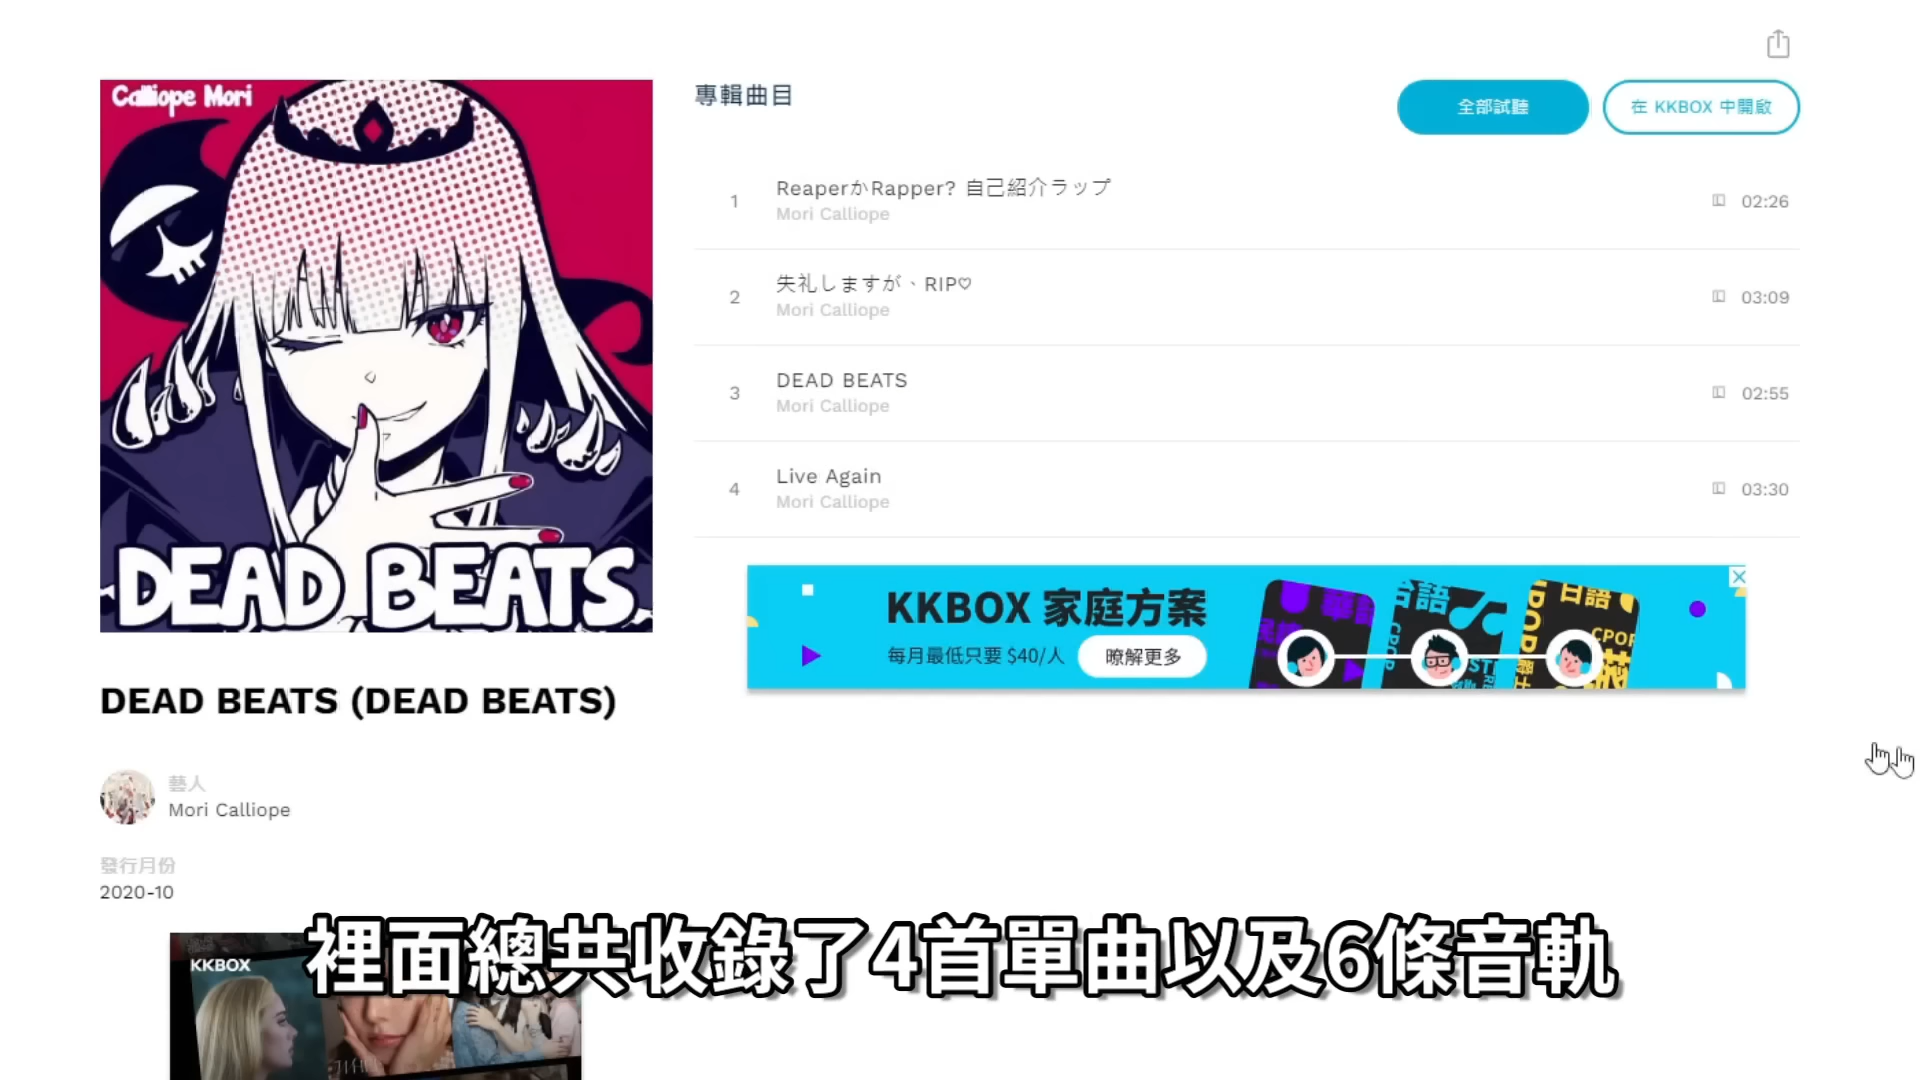 Calliope Mori
DEAD BEATS
DEAD BEATS (DEAD BEATS)
藝人
Mori Calliope
發行月份
2020-10
KKBOX
專輯曲目
全部試聽
在 KKBOX 中開啟
1
ReaperかRapper? 自己紹介ラップ
Mori Calliope
02:26
2
失礼しますが、RIP♡
Mori Calliope
03:09
3
DEAD BEATS
Mori Calliope
02:55
4
Live Again
Mori Calliope
03:30
KKBOX 家庭方案
每月最低只要 $40/人
瞭解更多
台語
日語
裡面總共收錄了4首單曲以及6條音軌